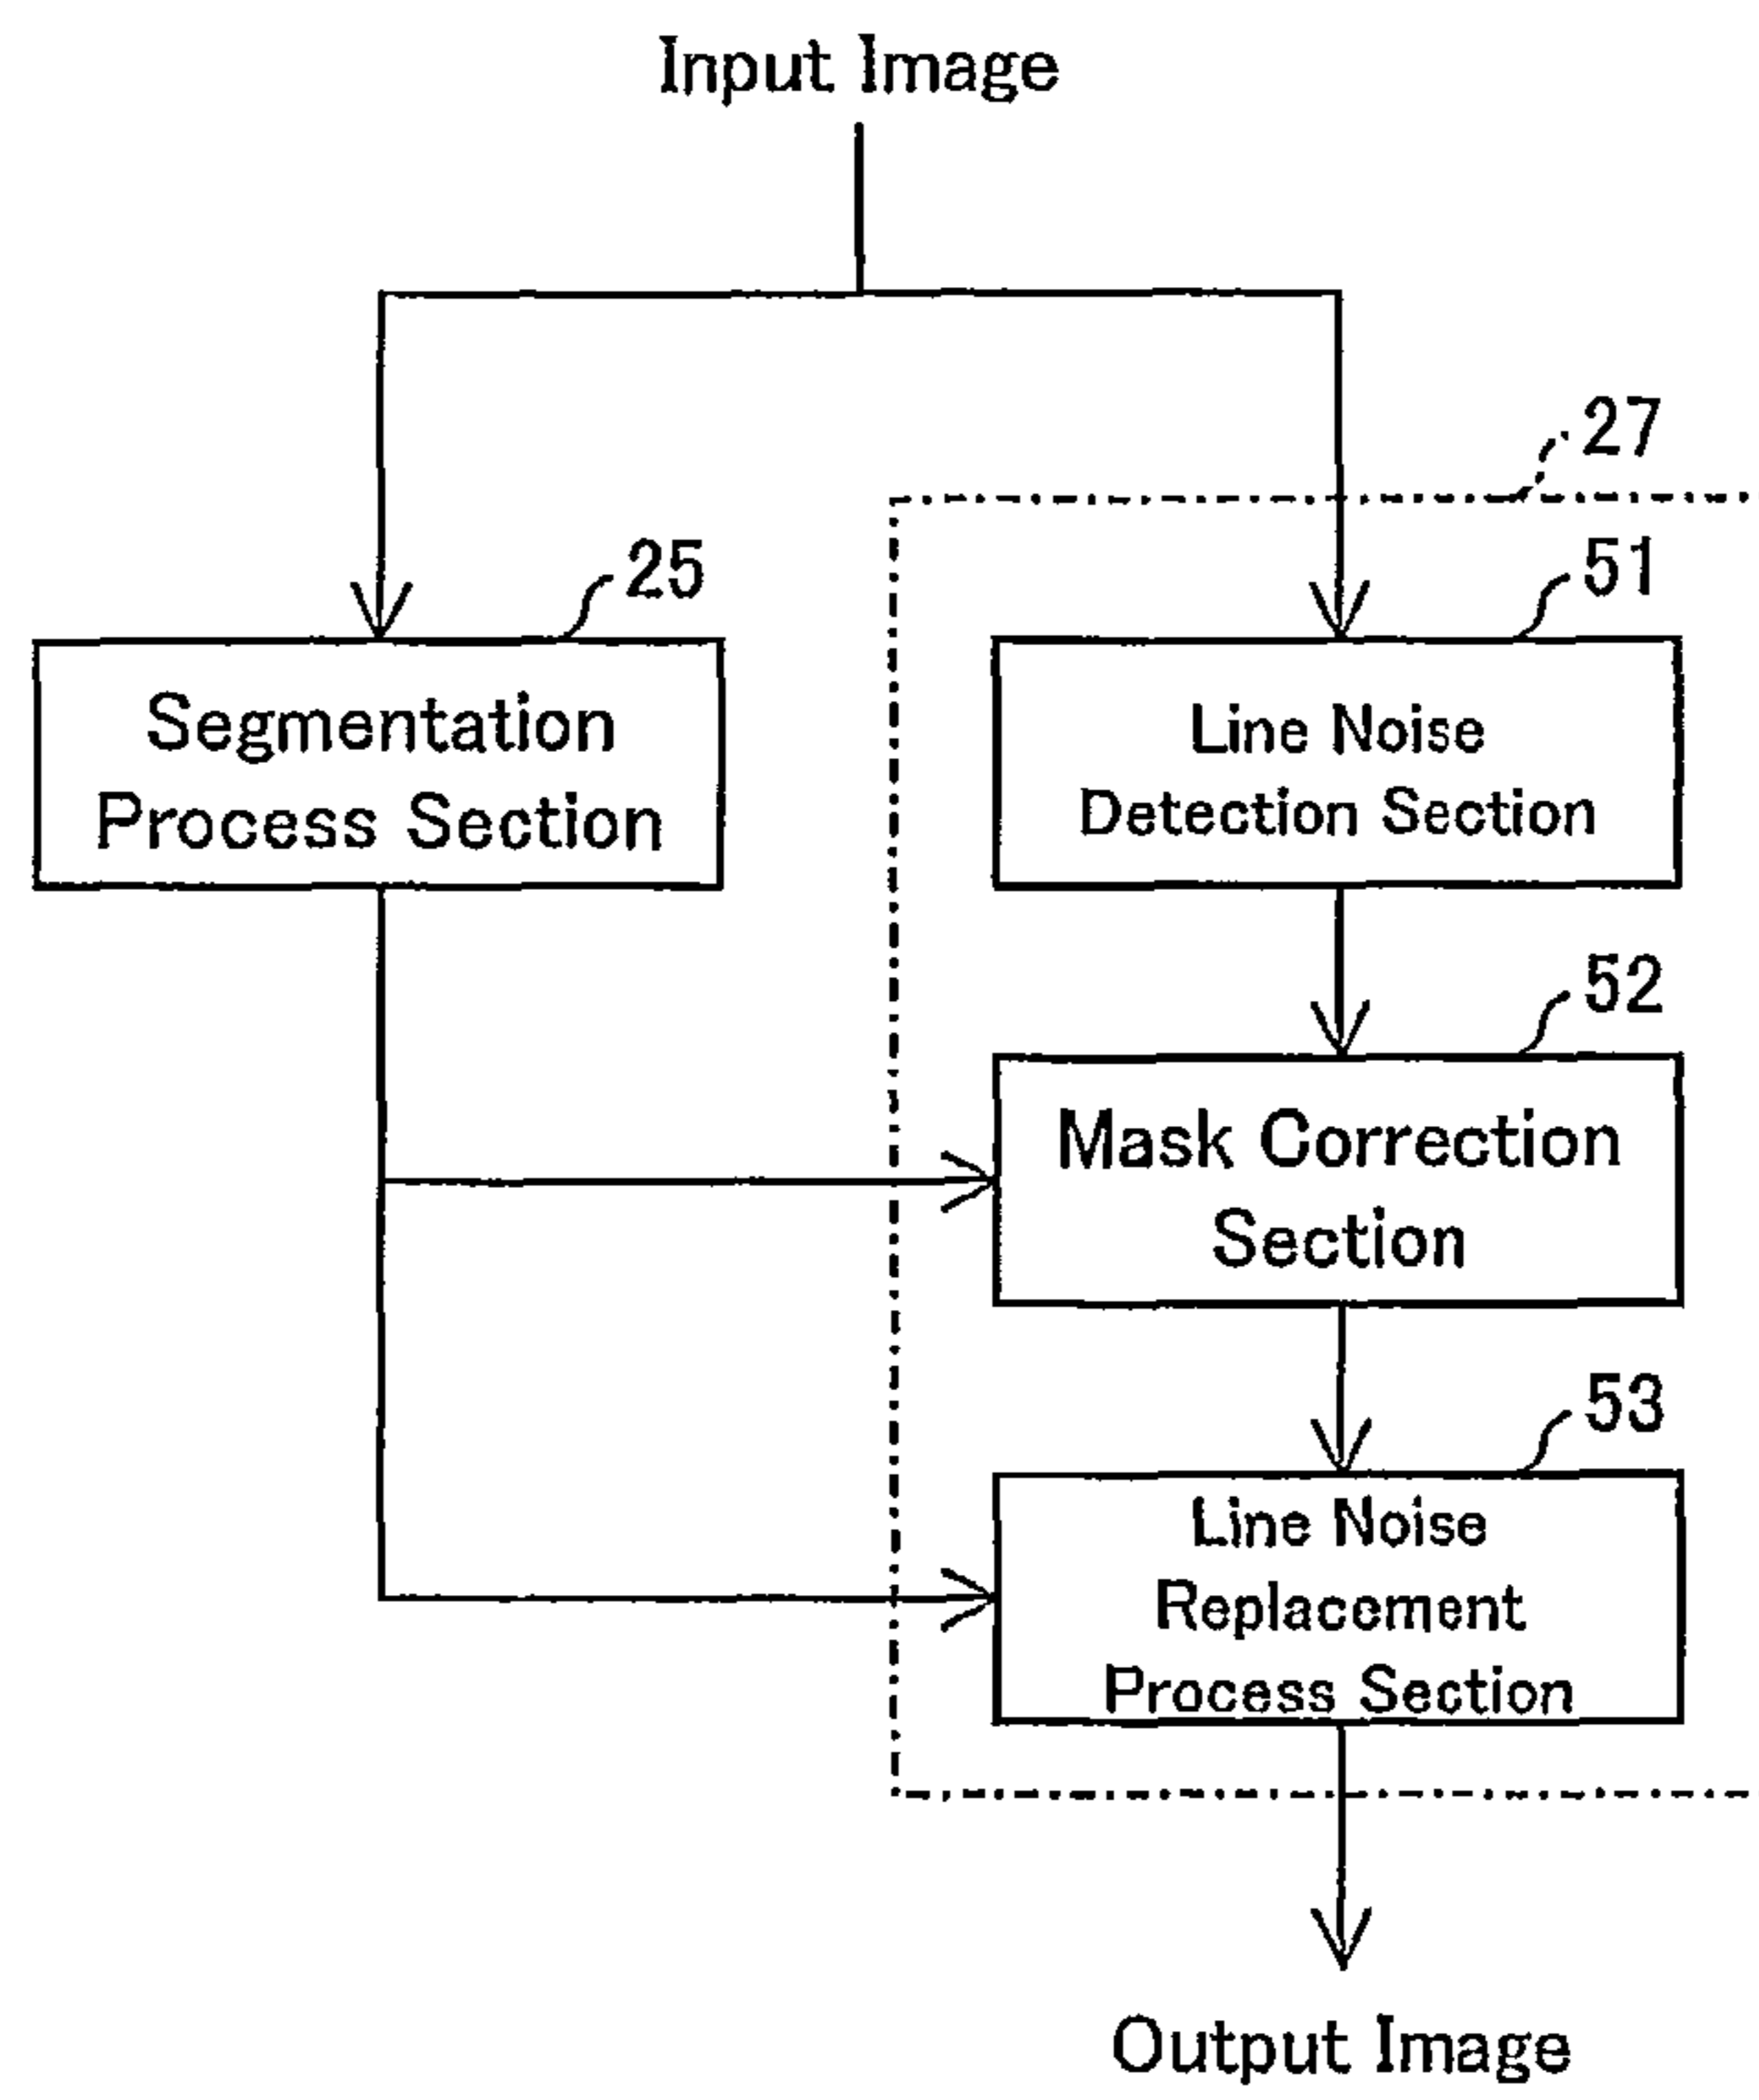 Input Image
27
25
51
Segmentation
Process Section
Line Noise
Detection Section
52
Mask Correction
Section
53
Line Noise
Replacement
Process Section
Output Image